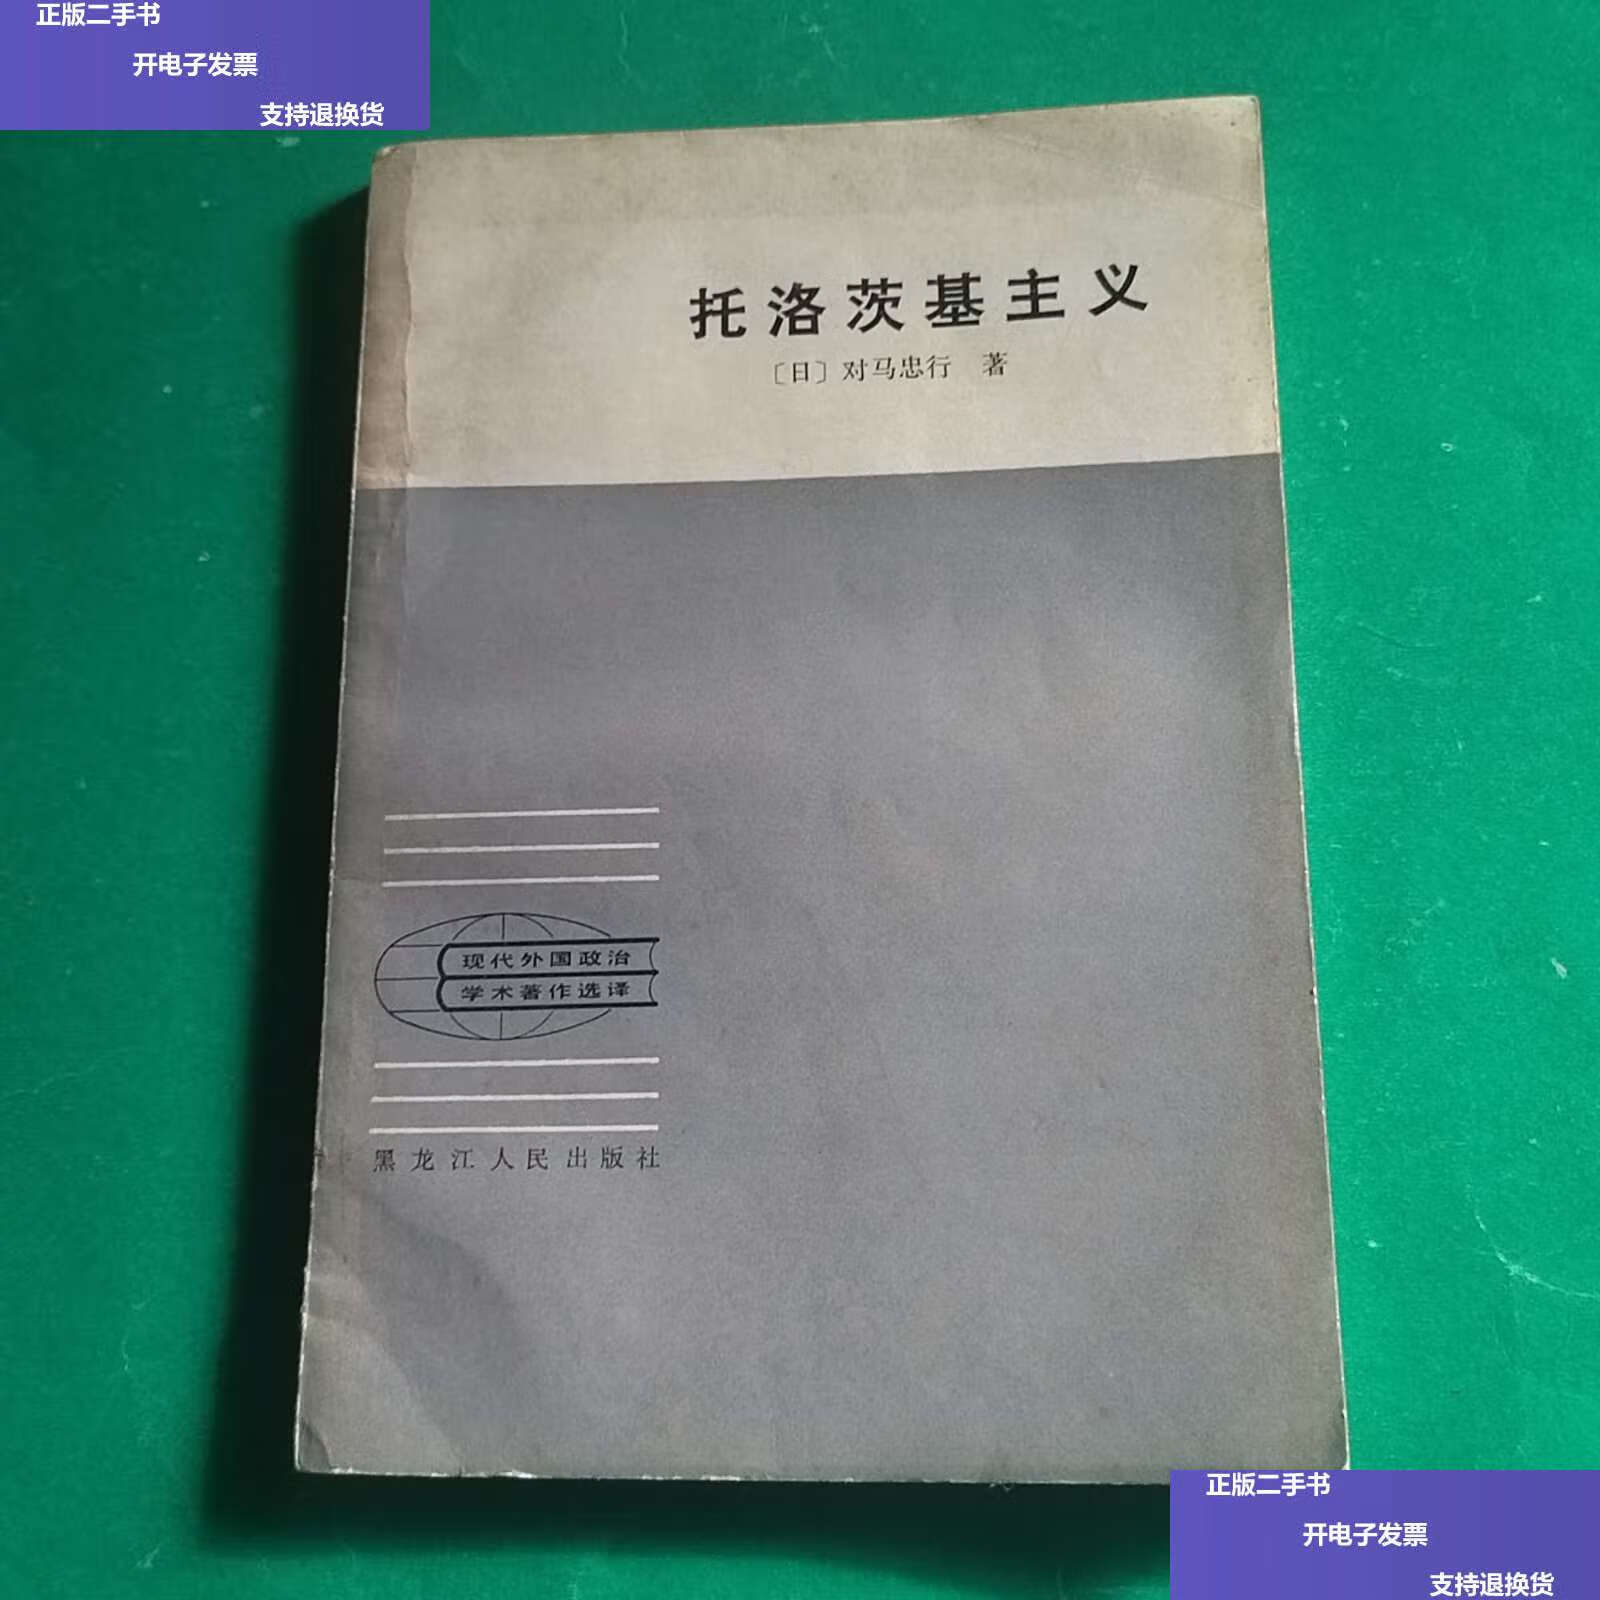 正版二手书
开电子发票
支持退换货
托洛茨基主义
〔日〕对马忠行 著
现代外国政治
学术著作选译
黑龙江人民出版社
正版二手书
开电子发票
支持退换货